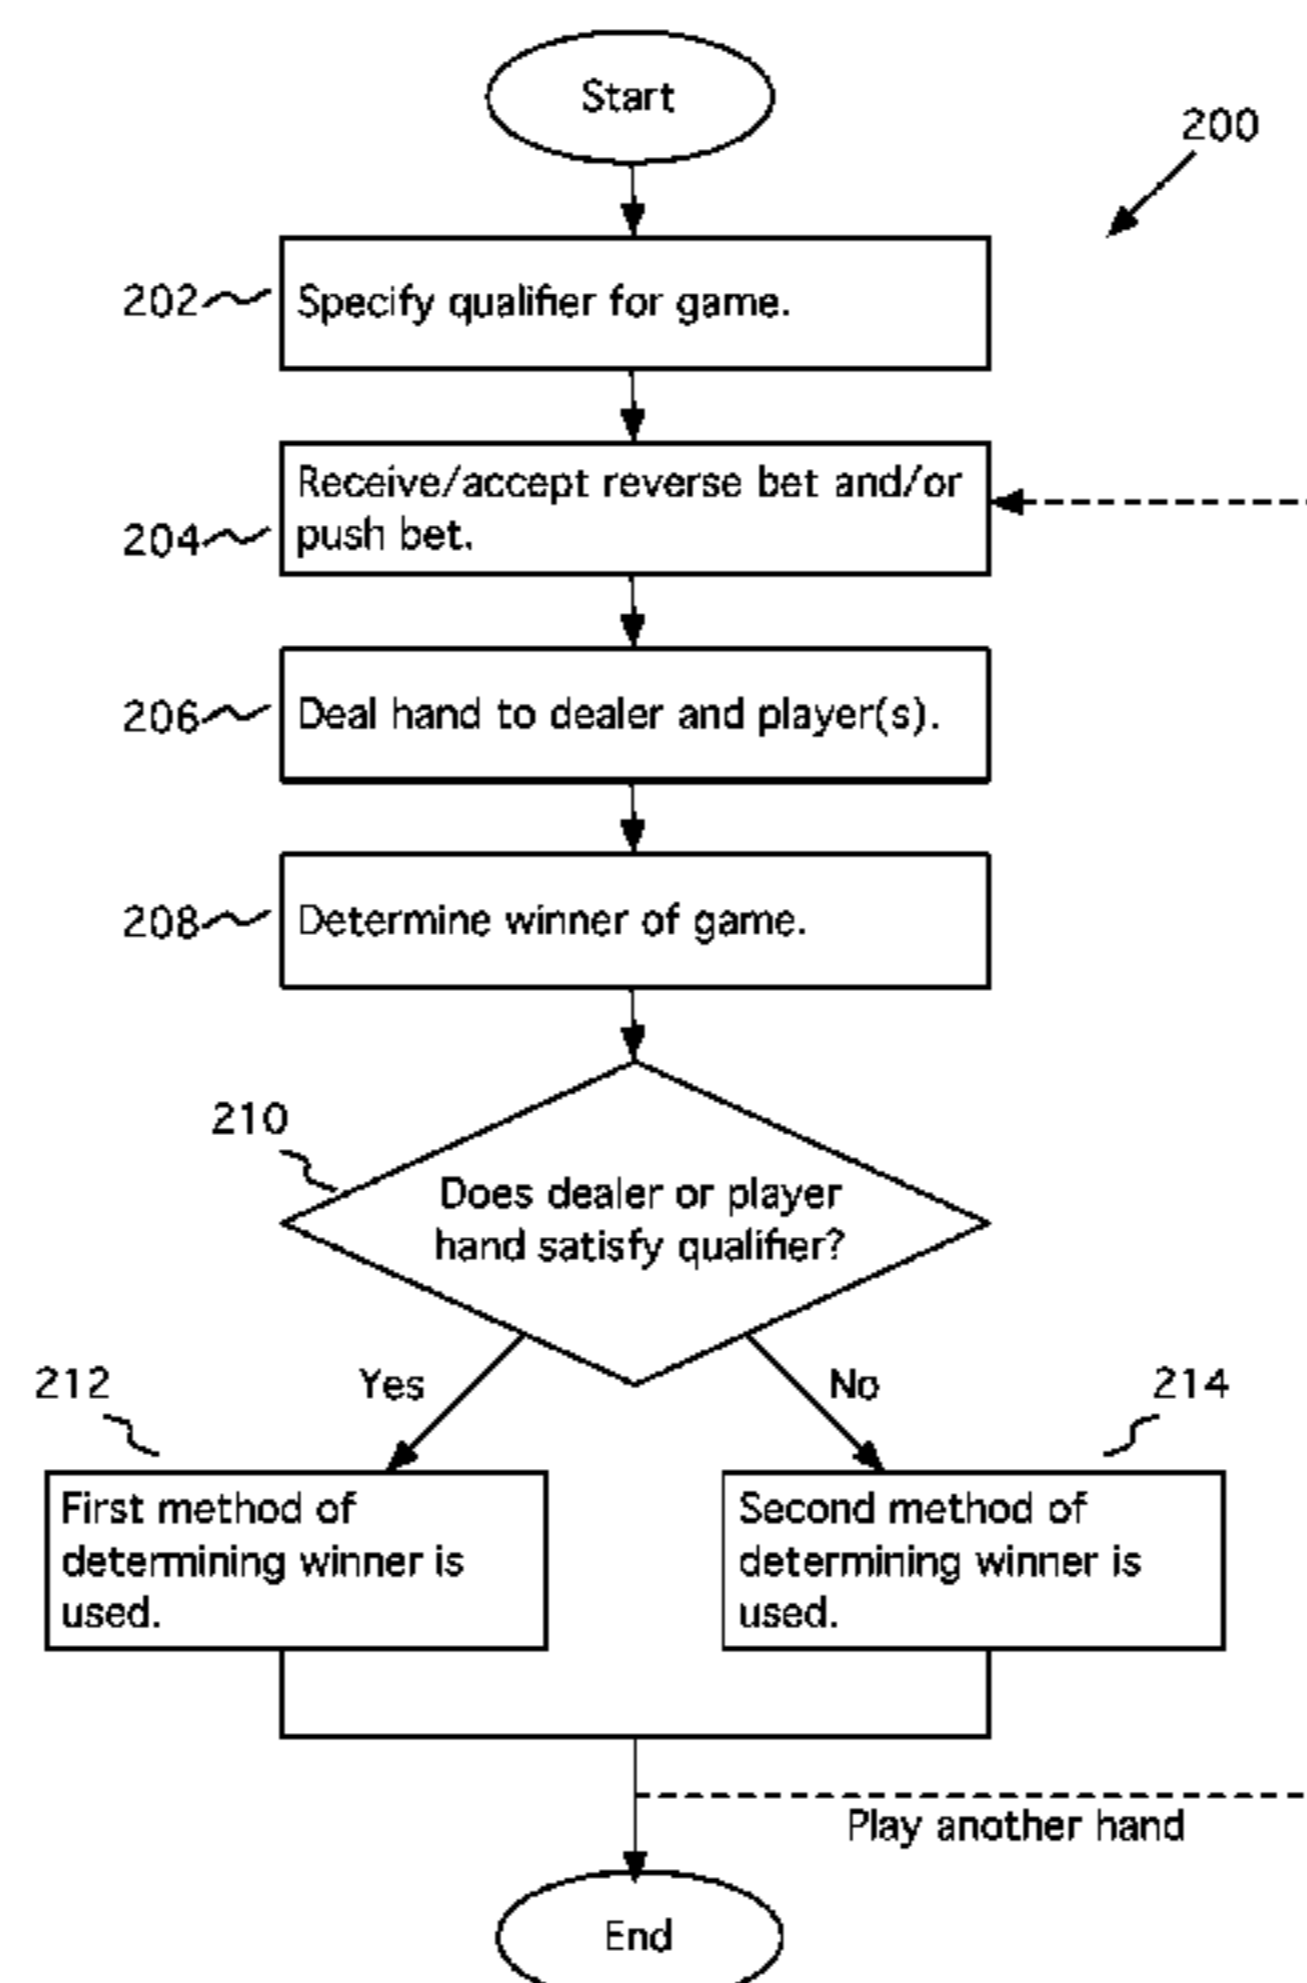 Start
200
202
Specify qualifier for game.
Receive/accept reverse bet and/or
204
push bet.
206
Deal hand to dealer and player(s).
208
Determine winner of game.
210
Does dealer or player
hand satisfy qualifier?
212
Yes
No
214
First method of
determining winner is
used.
Second method of
determining winner is
used.
Play another hand
End